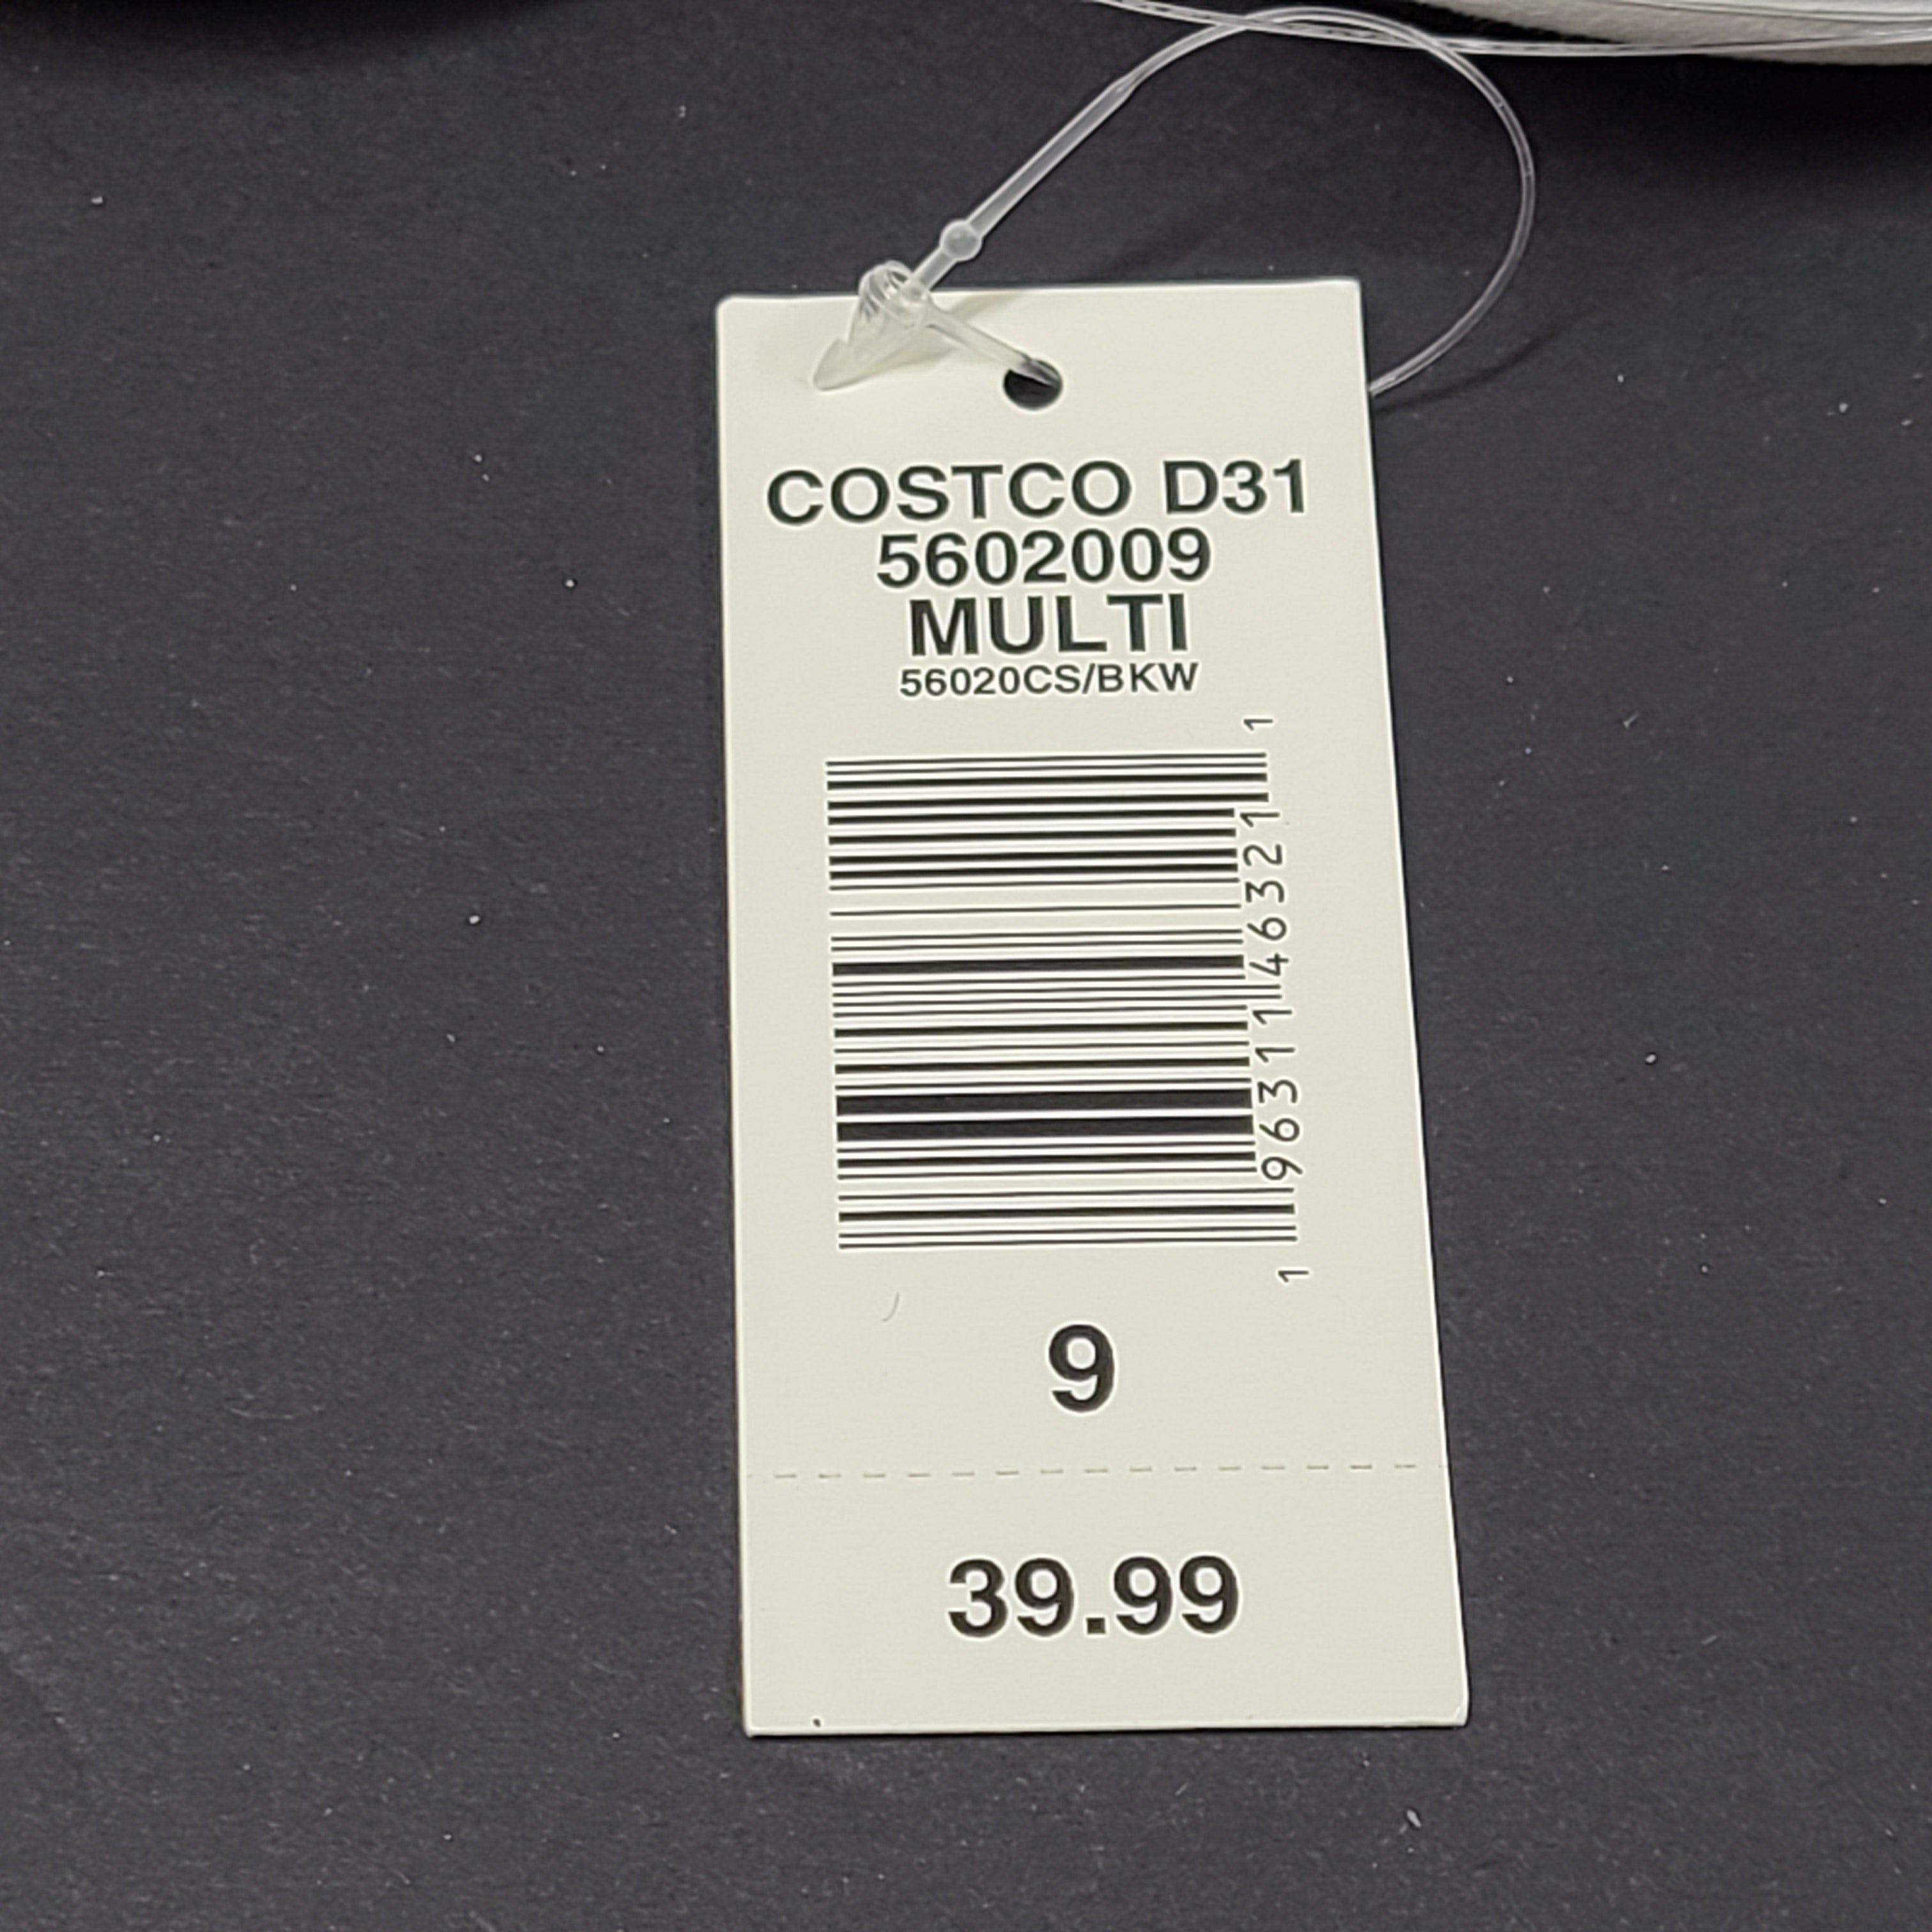 COSTCO D31
5602009
MULTI
56020CS/BKW
1 96311 46321 1
9
39.99